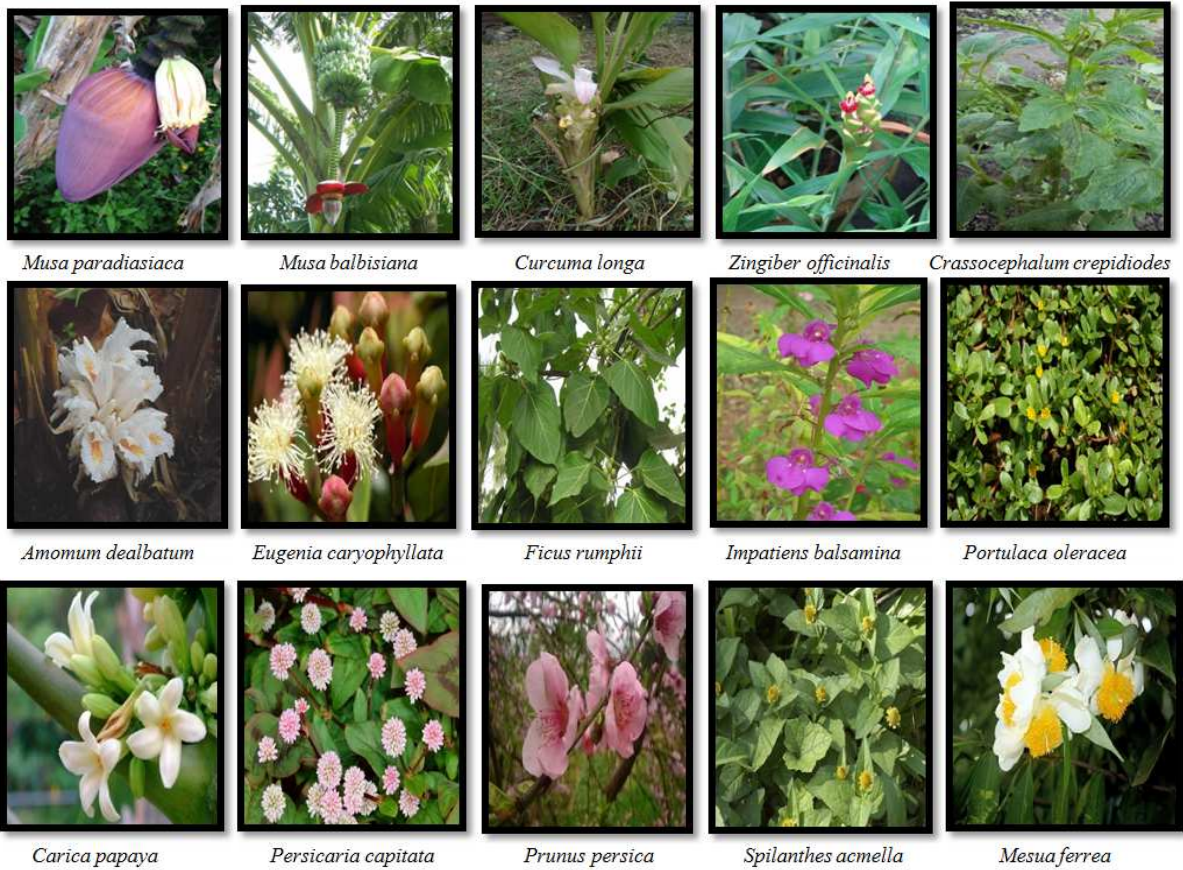 Musa paradiasiaca Musa balbisiana Curcuma longa Zingiber officinalis Crassocephalum crepidiodes
Amomum dealbatum Eugenia caryophyllata Ficus rumphii Impatiens balsamina Portulaca oleracea
Carica papaya Persicaria capitata Prunus persica Spilanthes acmella Mesua ferrea